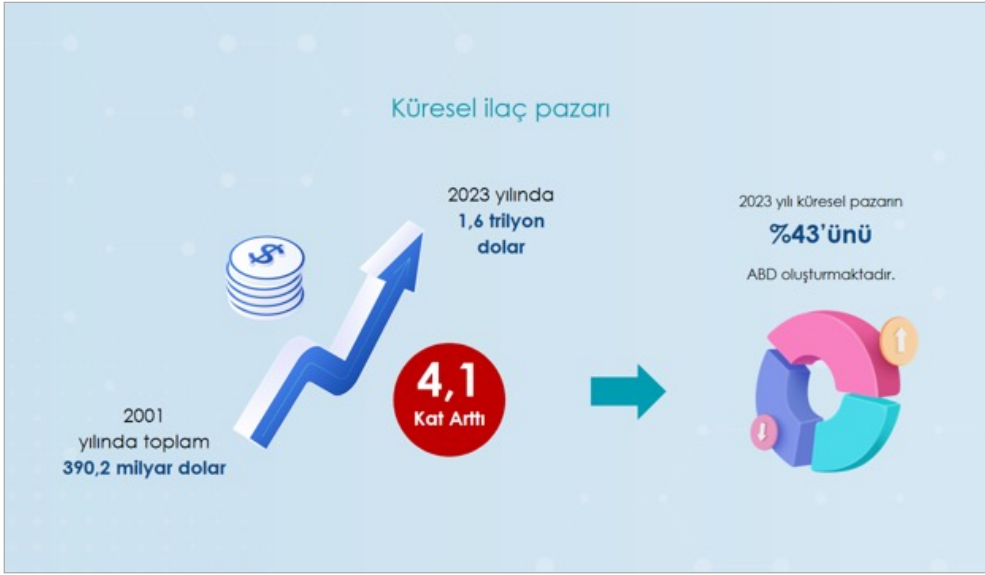 Küresel ilaç pazarı
2023 yılında
1,6 trilyon
dolar
2001
yılında toplam
390,2 milyar dolar
4,1
Kat Arttı
2023 yılı küresel pazarın
%43'ünü
ABD oluşturmaktadır.